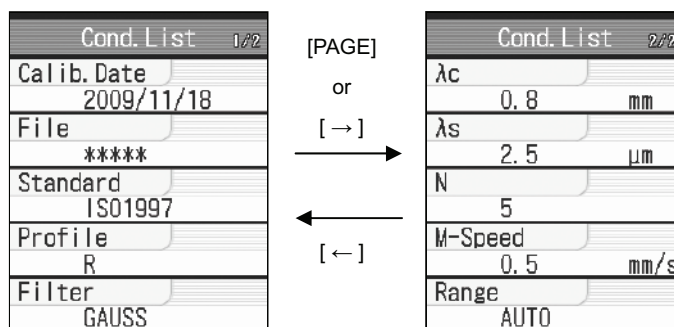 Cond. List 1/2
Calib. Date
2009/11/18
File
*****
Standard
ISO1997
Profile
R
Filter
GAUSS
[PAGE]
or
[ → ]
[ ← ]
Cond. List 2/2
λc
0.8 mm
λs
2.5 μm
N
5
M-Speed
0.5 mm/s
Range
AUTO